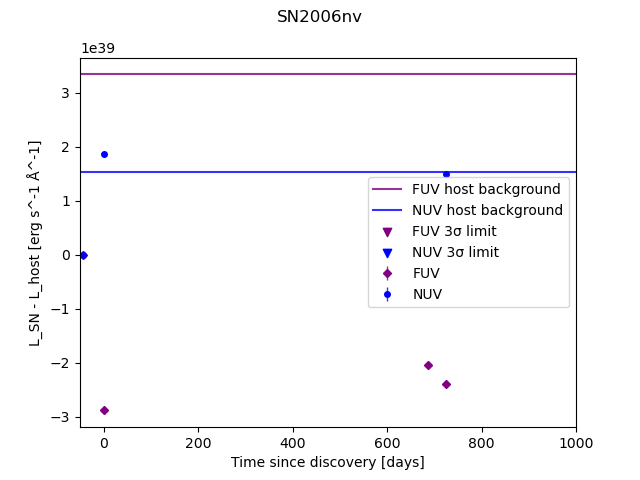 SN2006nv
1e39
3
2
1
0
−1
−2
−3
L_SN - L_host [erg s^-1 Å^-1]
FUV host background
NUV host background
FUV 3σ limit
NUV 3σ limit
FUV
NUV
0 200 400 600 800 1000
Time since discovery [days]